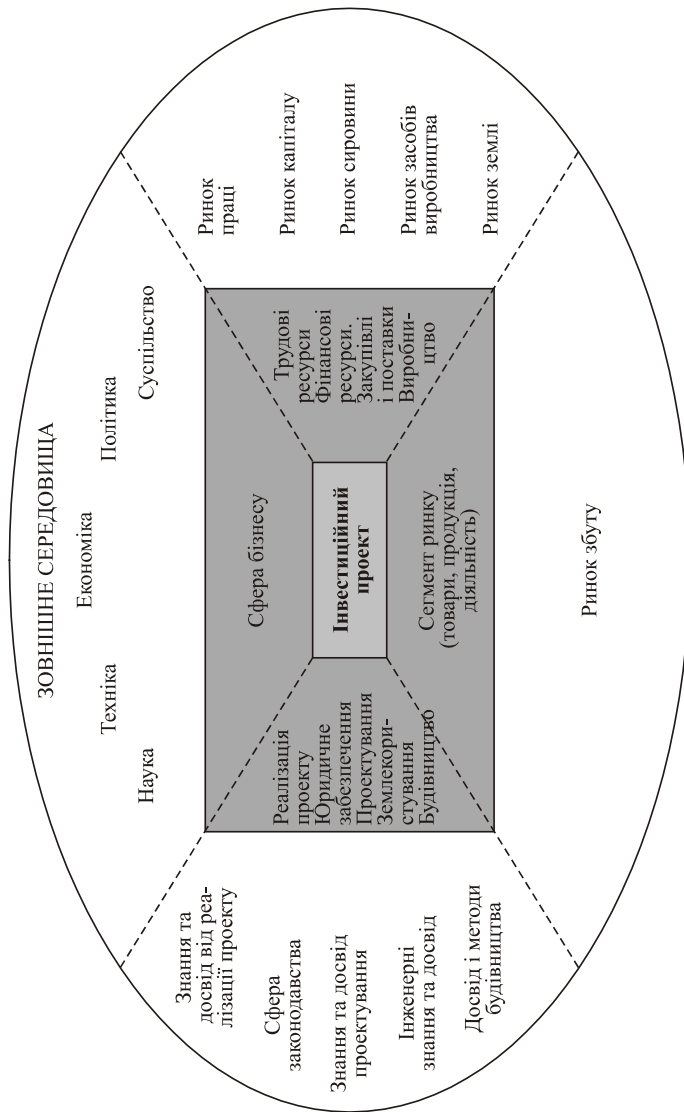 ЗОВНІШНЄ СЕРЕДОВИЩА
Економіка
Техніка
Політика
Наука
Суспільство
Знання та
досвід від реа-
лізації проекту
Сфера
законодавства
Знання та досвід
проектування
Інженерні
знання та досвід
Досвід і методи
будівництва
Сфера бізнесу
Реалізація
проекту
Юридичне
забезпечення
Проектування
Землекори-
стування
Будівництво
Інвестиційний
проект
Трудові
ресурси
Фінансові
ресурси.
Закупівлі
і поставки
Виробни-
цтво
Сегмент ринку
(товари, продукція,
діяльність)
Ринок
праці
Ринок капіталу
Ринок сировини
Ринок засобів
виробництва
Ринок землі
Ринок збуту